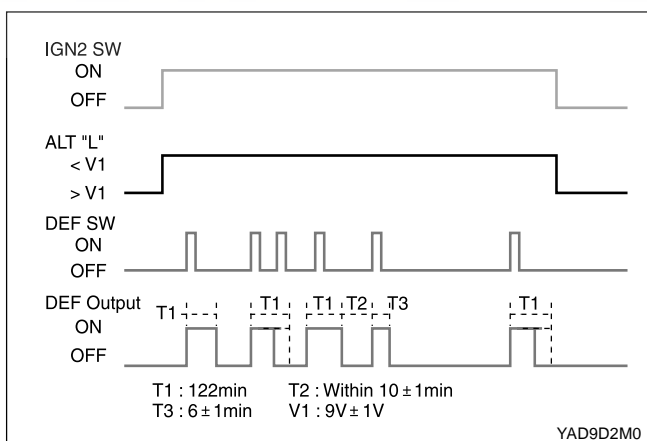 IGN2 SW
ON
OFF
ALT "L"
< V1
> V1
DEF SW
ON
OFF
DEF Output
T1 T1 T1 T2 T3 T1
ON
OFF
T1 : 122min T2 : Within 10 ± 1min
T3 : 6 ± 1min V1 : 9V ± 1V
YAD9D2M0